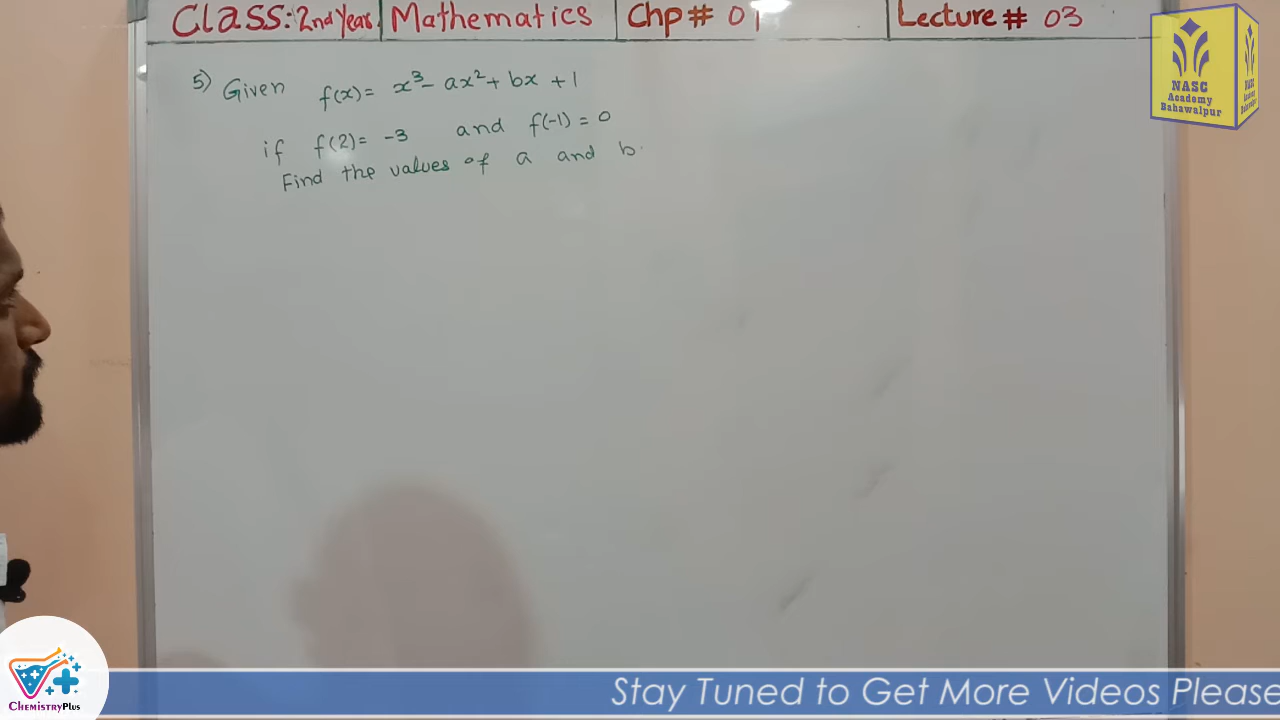 Class: 2nd Year. Mathematics Chp # 01 Lecture # 03
5) Given f(x) = x³ - ax² + bx + 1
if f(2) = -3 and f(-1) = 0
Find the values of a and b.
NASC
Academy
Bahawalpur
ChemistryPlus
Stay Tuned to Get More Videos Please